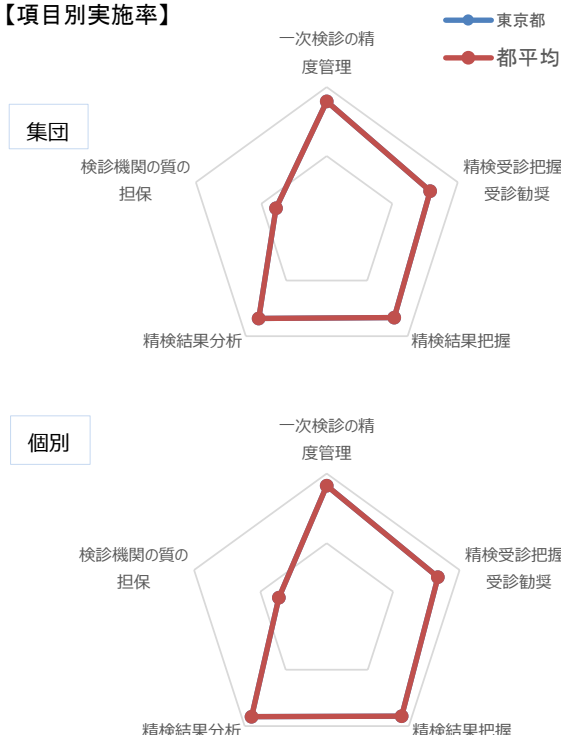 【項目別実施率】
東京都
都平均
集団
一次検診の精
度管理
精検受診把握
受診勧奨
精検結果把握
精検結果分析
検診機関の質の
担保
個別
一次検診の精
度管理
精検受診把握
受診勧奨
精検結果把握
精検結果分析
検診機関の質の
担保